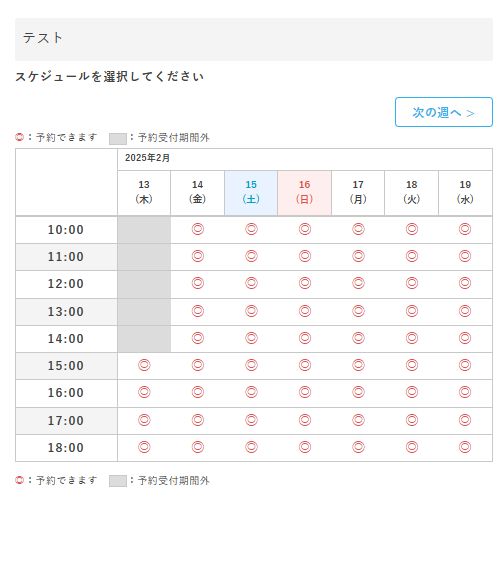 テスト
スケジュールを選択してください
次の週へ >
◎：予約できます　：予約受付期間外
2025年2月
13 14 15 16 17 18 19
(木) (金) (土) (日) (月) (火) (水)
10:00 ◎ ◎ ◎ ◎ ◎ ◎
11:00 ◎ ◎ ◎ ◎ ◎ ◎
12:00 ◎ ◎ ◎ ◎ ◎ ◎
13:00 ◎ ◎ ◎ ◎ ◎ ◎
14:00 ◎ ◎ ◎ ◎ ◎ ◎
15:00 ◎ ◎ ◎ ◎ ◎ ◎ ◎
16:00 ◎ ◎ ◎ ◎ ◎ ◎ ◎
17:00 ◎ ◎ ◎ ◎ ◎ ◎ ◎
18:00 ◎ ◎ ◎ ◎ ◎ ◎ ◎
◎：予約できます　：予約受付期間外